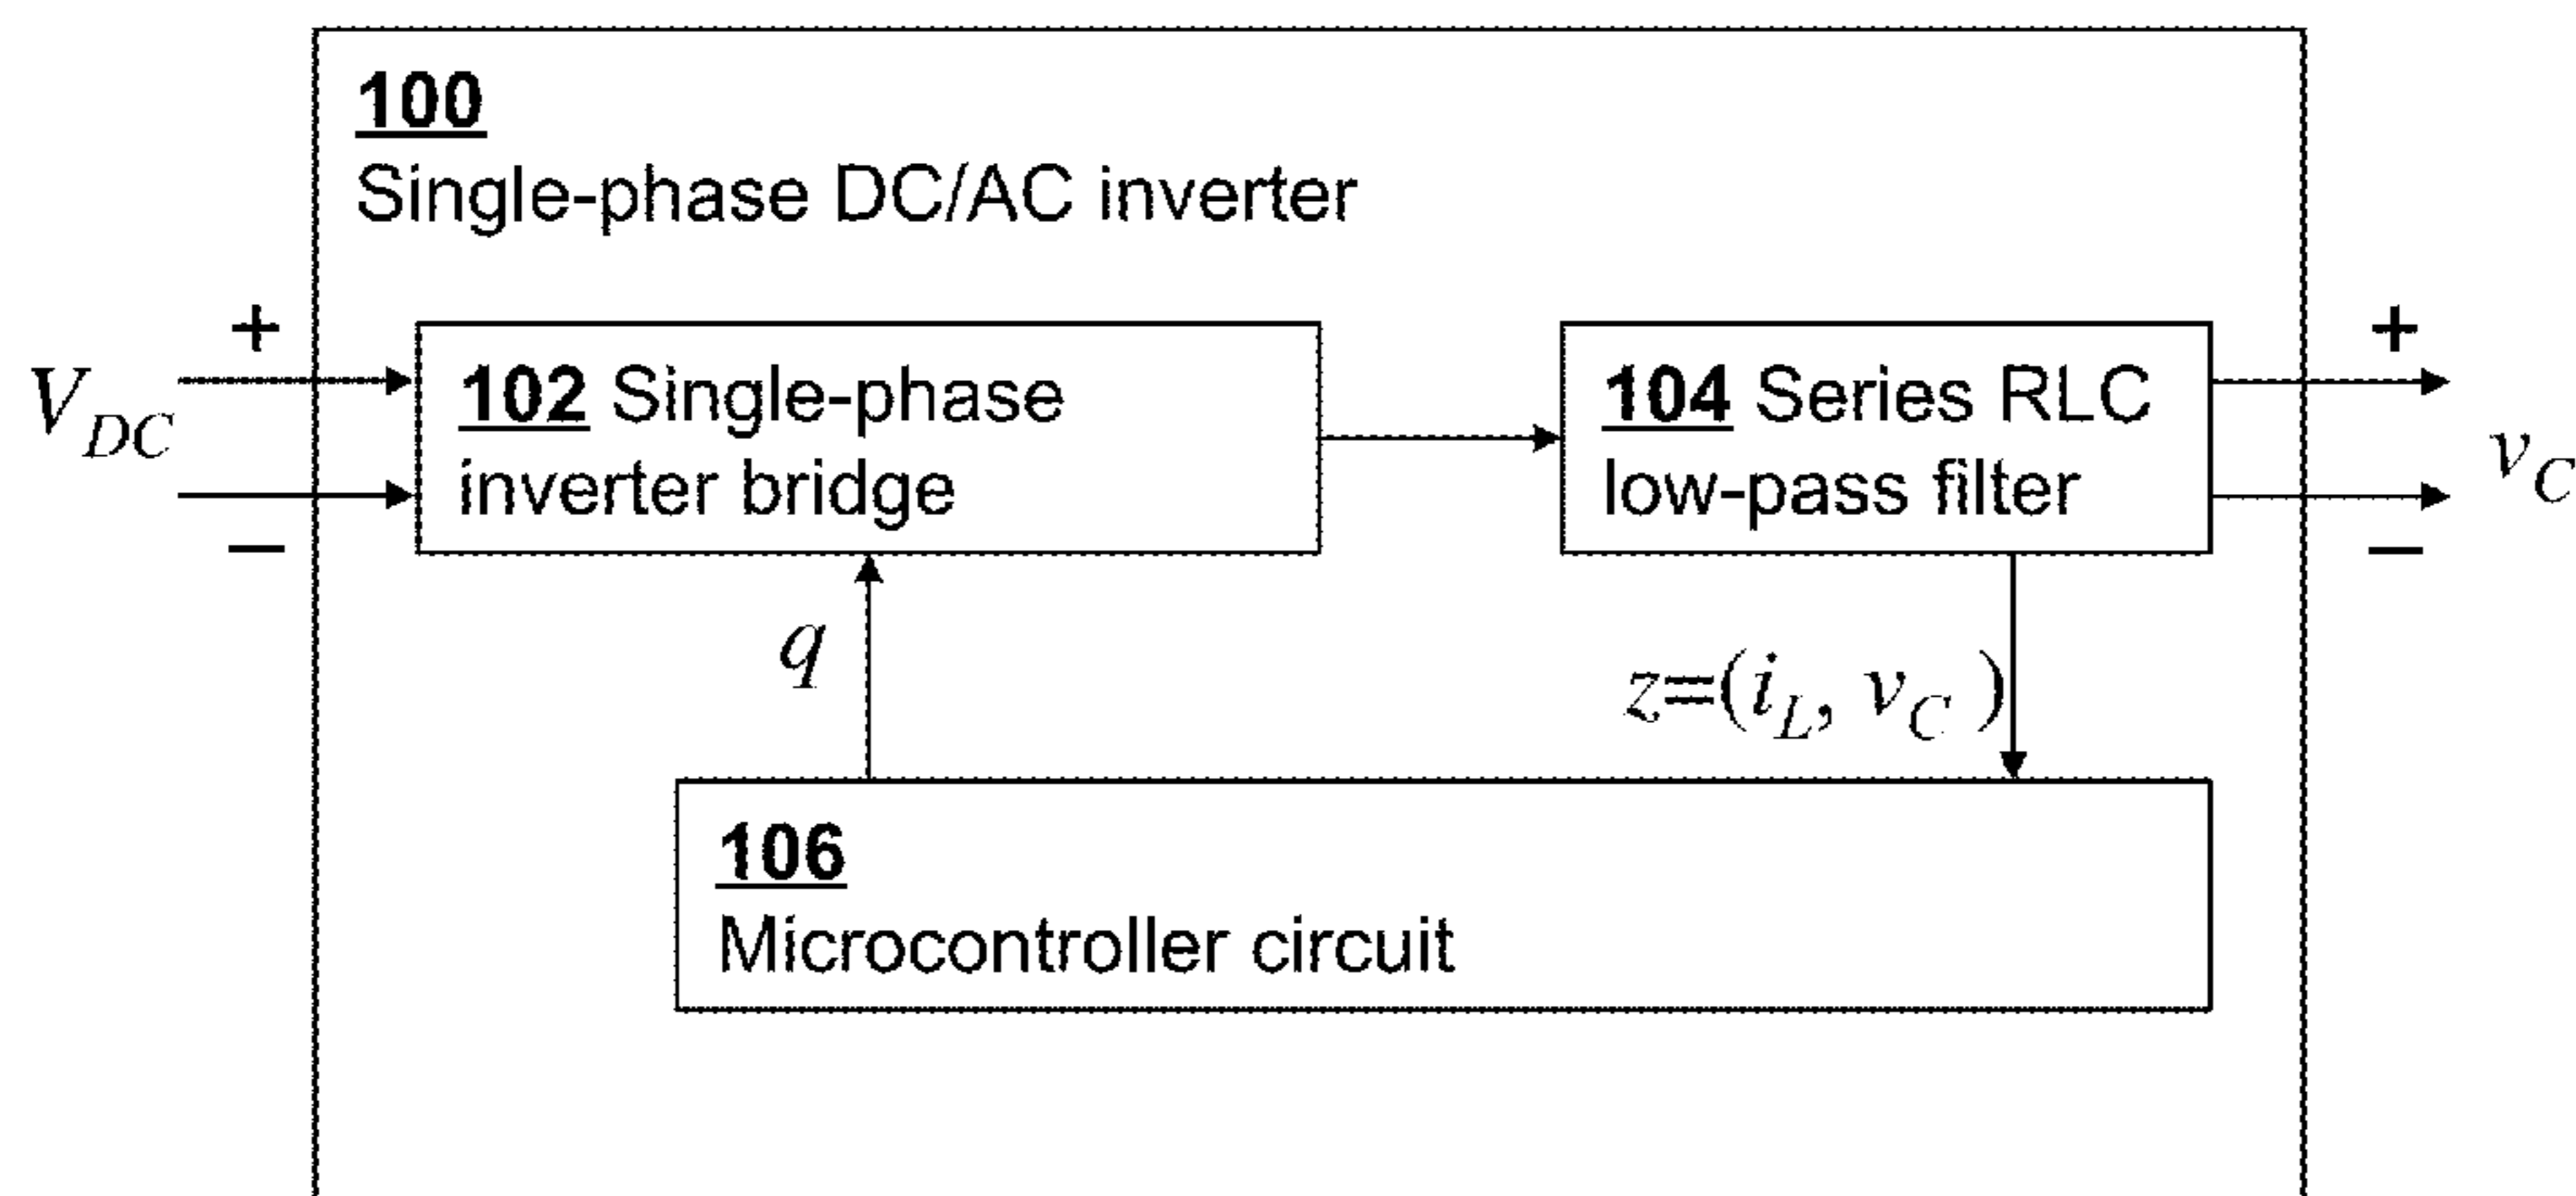 100
Single-phase DC/AC inverter
+
+
V_DC
102 Single-phase
inverter bridge
104 Series RLC
low-pass filter
v_C
−
−
q
z=(i_L, v_C )
106
Microcontroller circuit